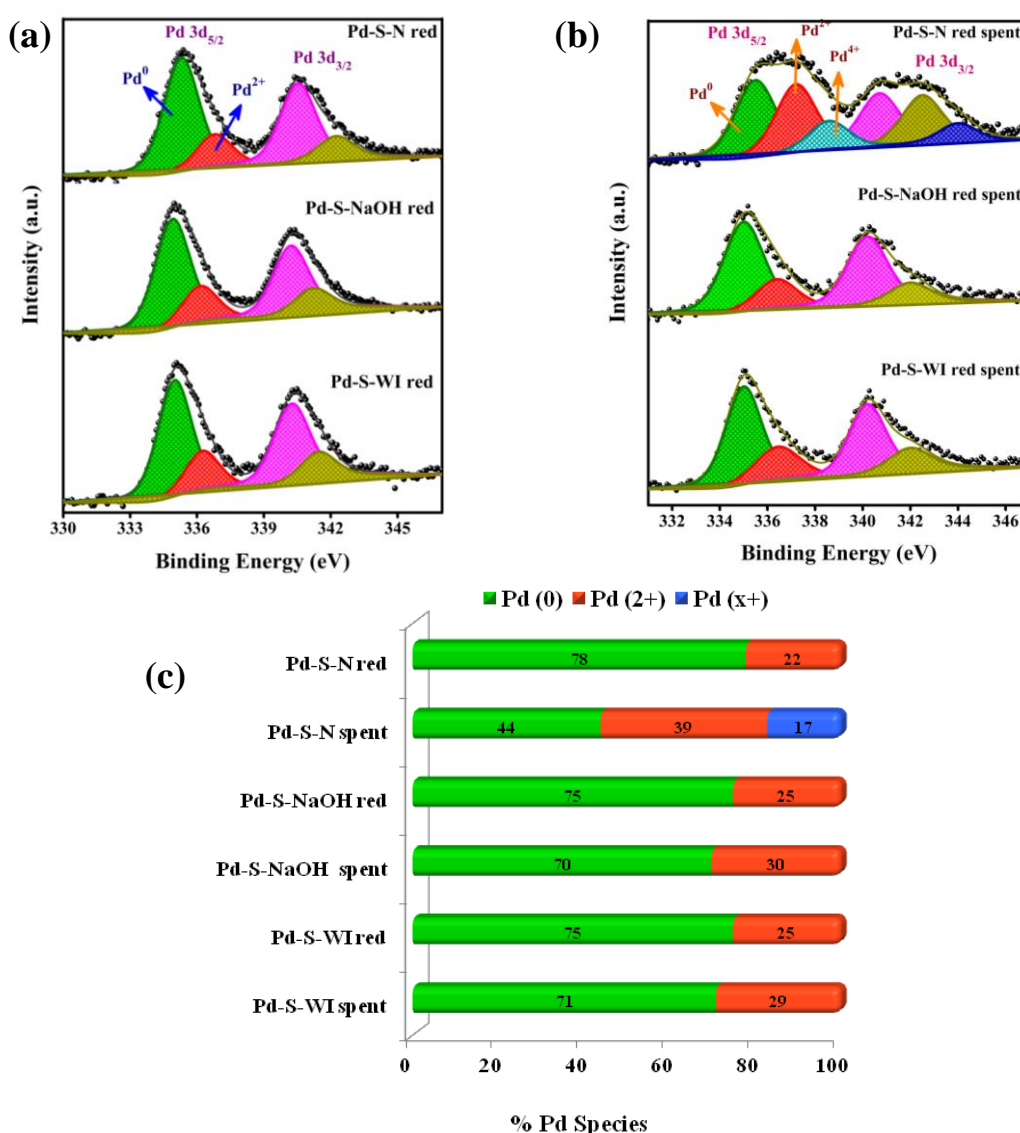 (a)
Pd 3d5/2
Pd-S-N red
Pd 3d3/2
Pd0
Pd2+
Pd-S-NaOH red
Pd-S-WI red
Intensity (a.u.)
330 333 336 339 342 345
Binding Energy (eV)
(b)
Pd2+
Pd-S-N red spent
Pd 3d5/2
Pd4+
Pd 3d3/2
Pd0
Pd-S-NaOH red spent
Pd-S-WI red spent
Intensity (a.u.)
332 334 336 338 340 342 344 346
Binding Energy (eV)
(c)
Pd (0) Pd (2+) Pd (x+)
Pd-S-N red 78 22
Pd-S-N spent 44 39 17
Pd-S-NaOH red 75 25
Pd-S-NaOH spent 70 30
Pd-S-WI red 75 25
Pd-S-WI spent 71 29
0 20 40 60 80 100
% Pd Species